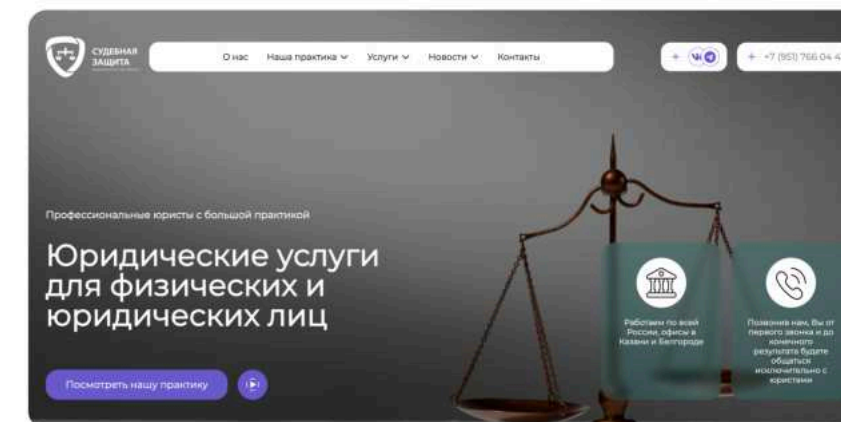 СУДЕБНАЯ
ЗАЩИТА
О нас
Наша практика
Услуги
Новости
Контакты
+7 (951) 766 04 4
Профессиональные юристы с большой практикой
Юридические услуги
для физических и
юридических лиц
Работаем по всей
России, офисы в
Казани и Белгороде
Позвонив нам, Вы от
первого звонка и до
конечного
результата будете
общаться
исключительно с
юристами
Посмотреть нашу практику